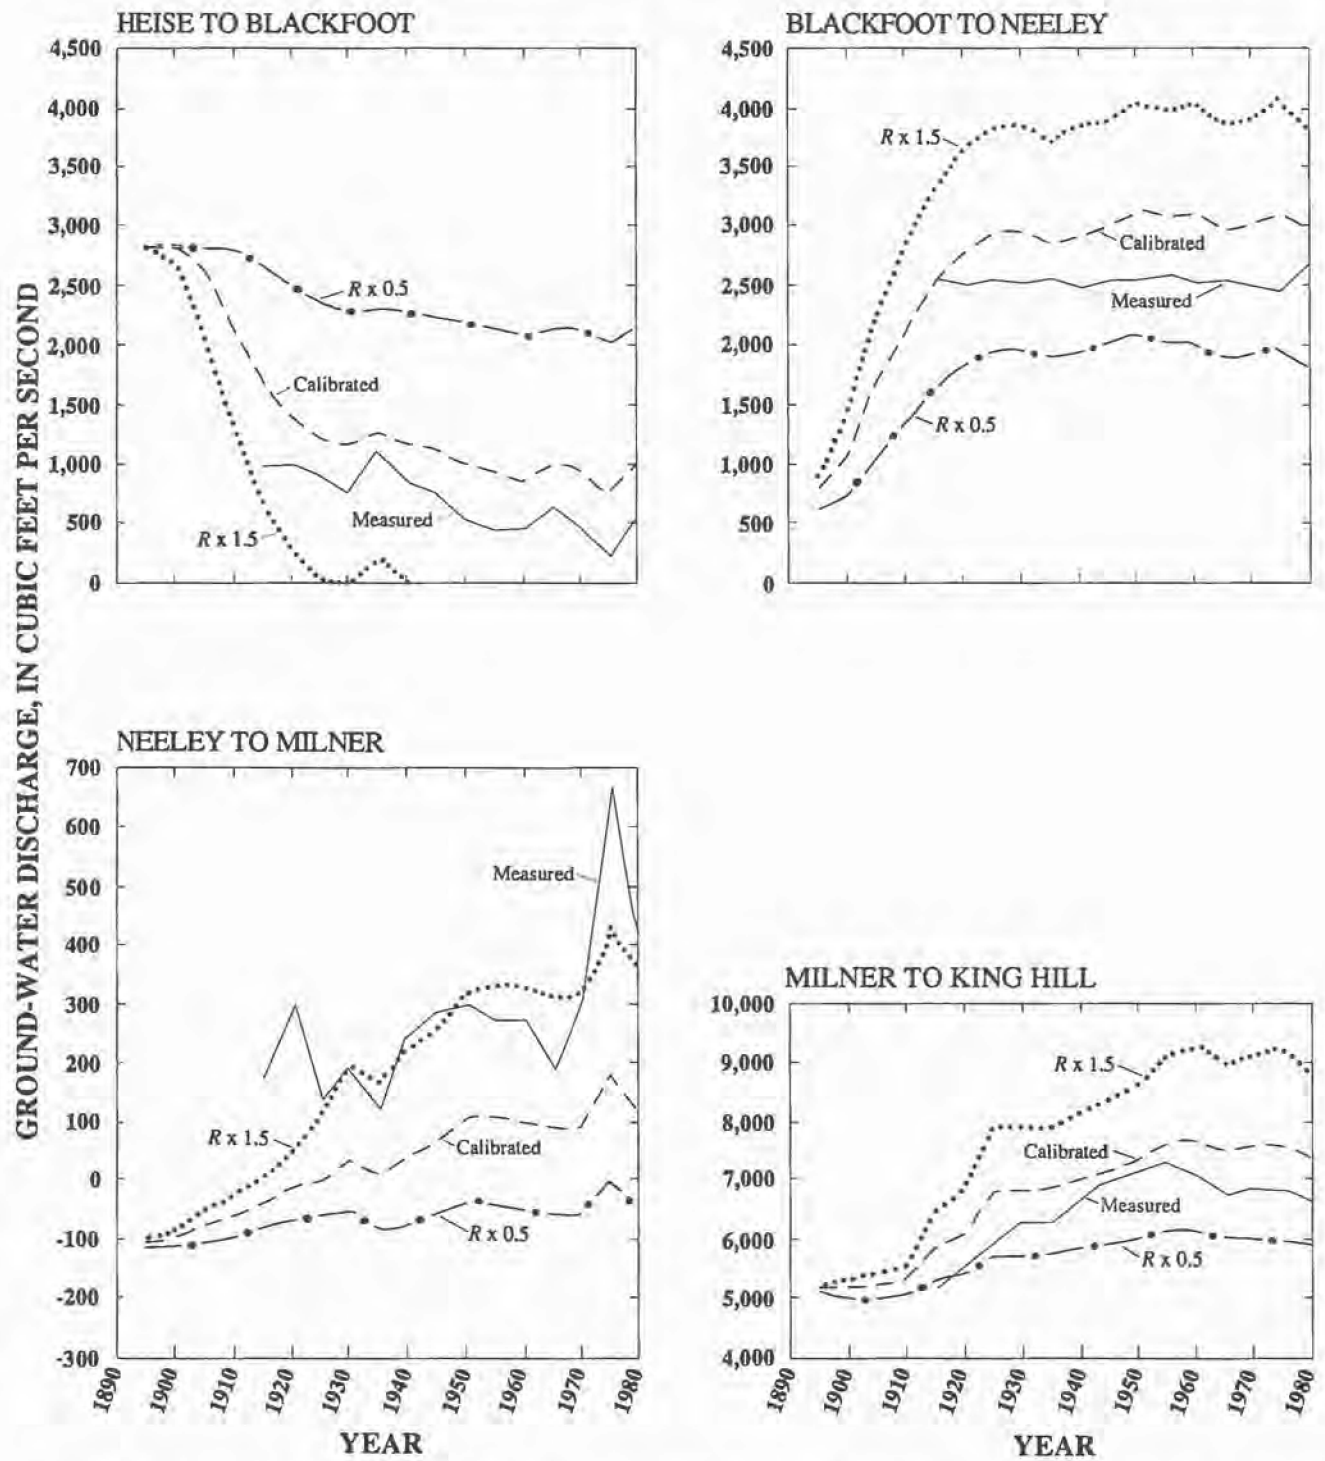 GROUND-WATER DISCHARGE, IN CUBIC FEET PER SECOND
HEISE TO BLACKFOOT
4,500
4,000
3,500
3,000
2,500
2,000
1,500
1,000
500
0
R x 0.5
Calibrated
Measured
R x 1.5
BLACKFOOT TO NEELEY
4,500
4,000
3,500
3,000
2,500
2,000
1,500
1,000
500
0
R x 1.5
Calibrated
Measured
R x 0.5
NEELEY TO MILNER
700
600
500
400
300
200
100
0
-100
-200
-300
Measured
R x 1.5
Calibrated
R x 0.5
1890
1900
1910
1920
1930
1940
1950
1960
1970
1980
YEAR
MILNER TO KING HILL
10,000
9,000
8,000
7,000
6,000
5,000
4,000
R x 1.5
Calibrated
Measured
R x 0.5
1890
1900
1910
1920
1930
1940
1950
1960
1970
1980
YEAR